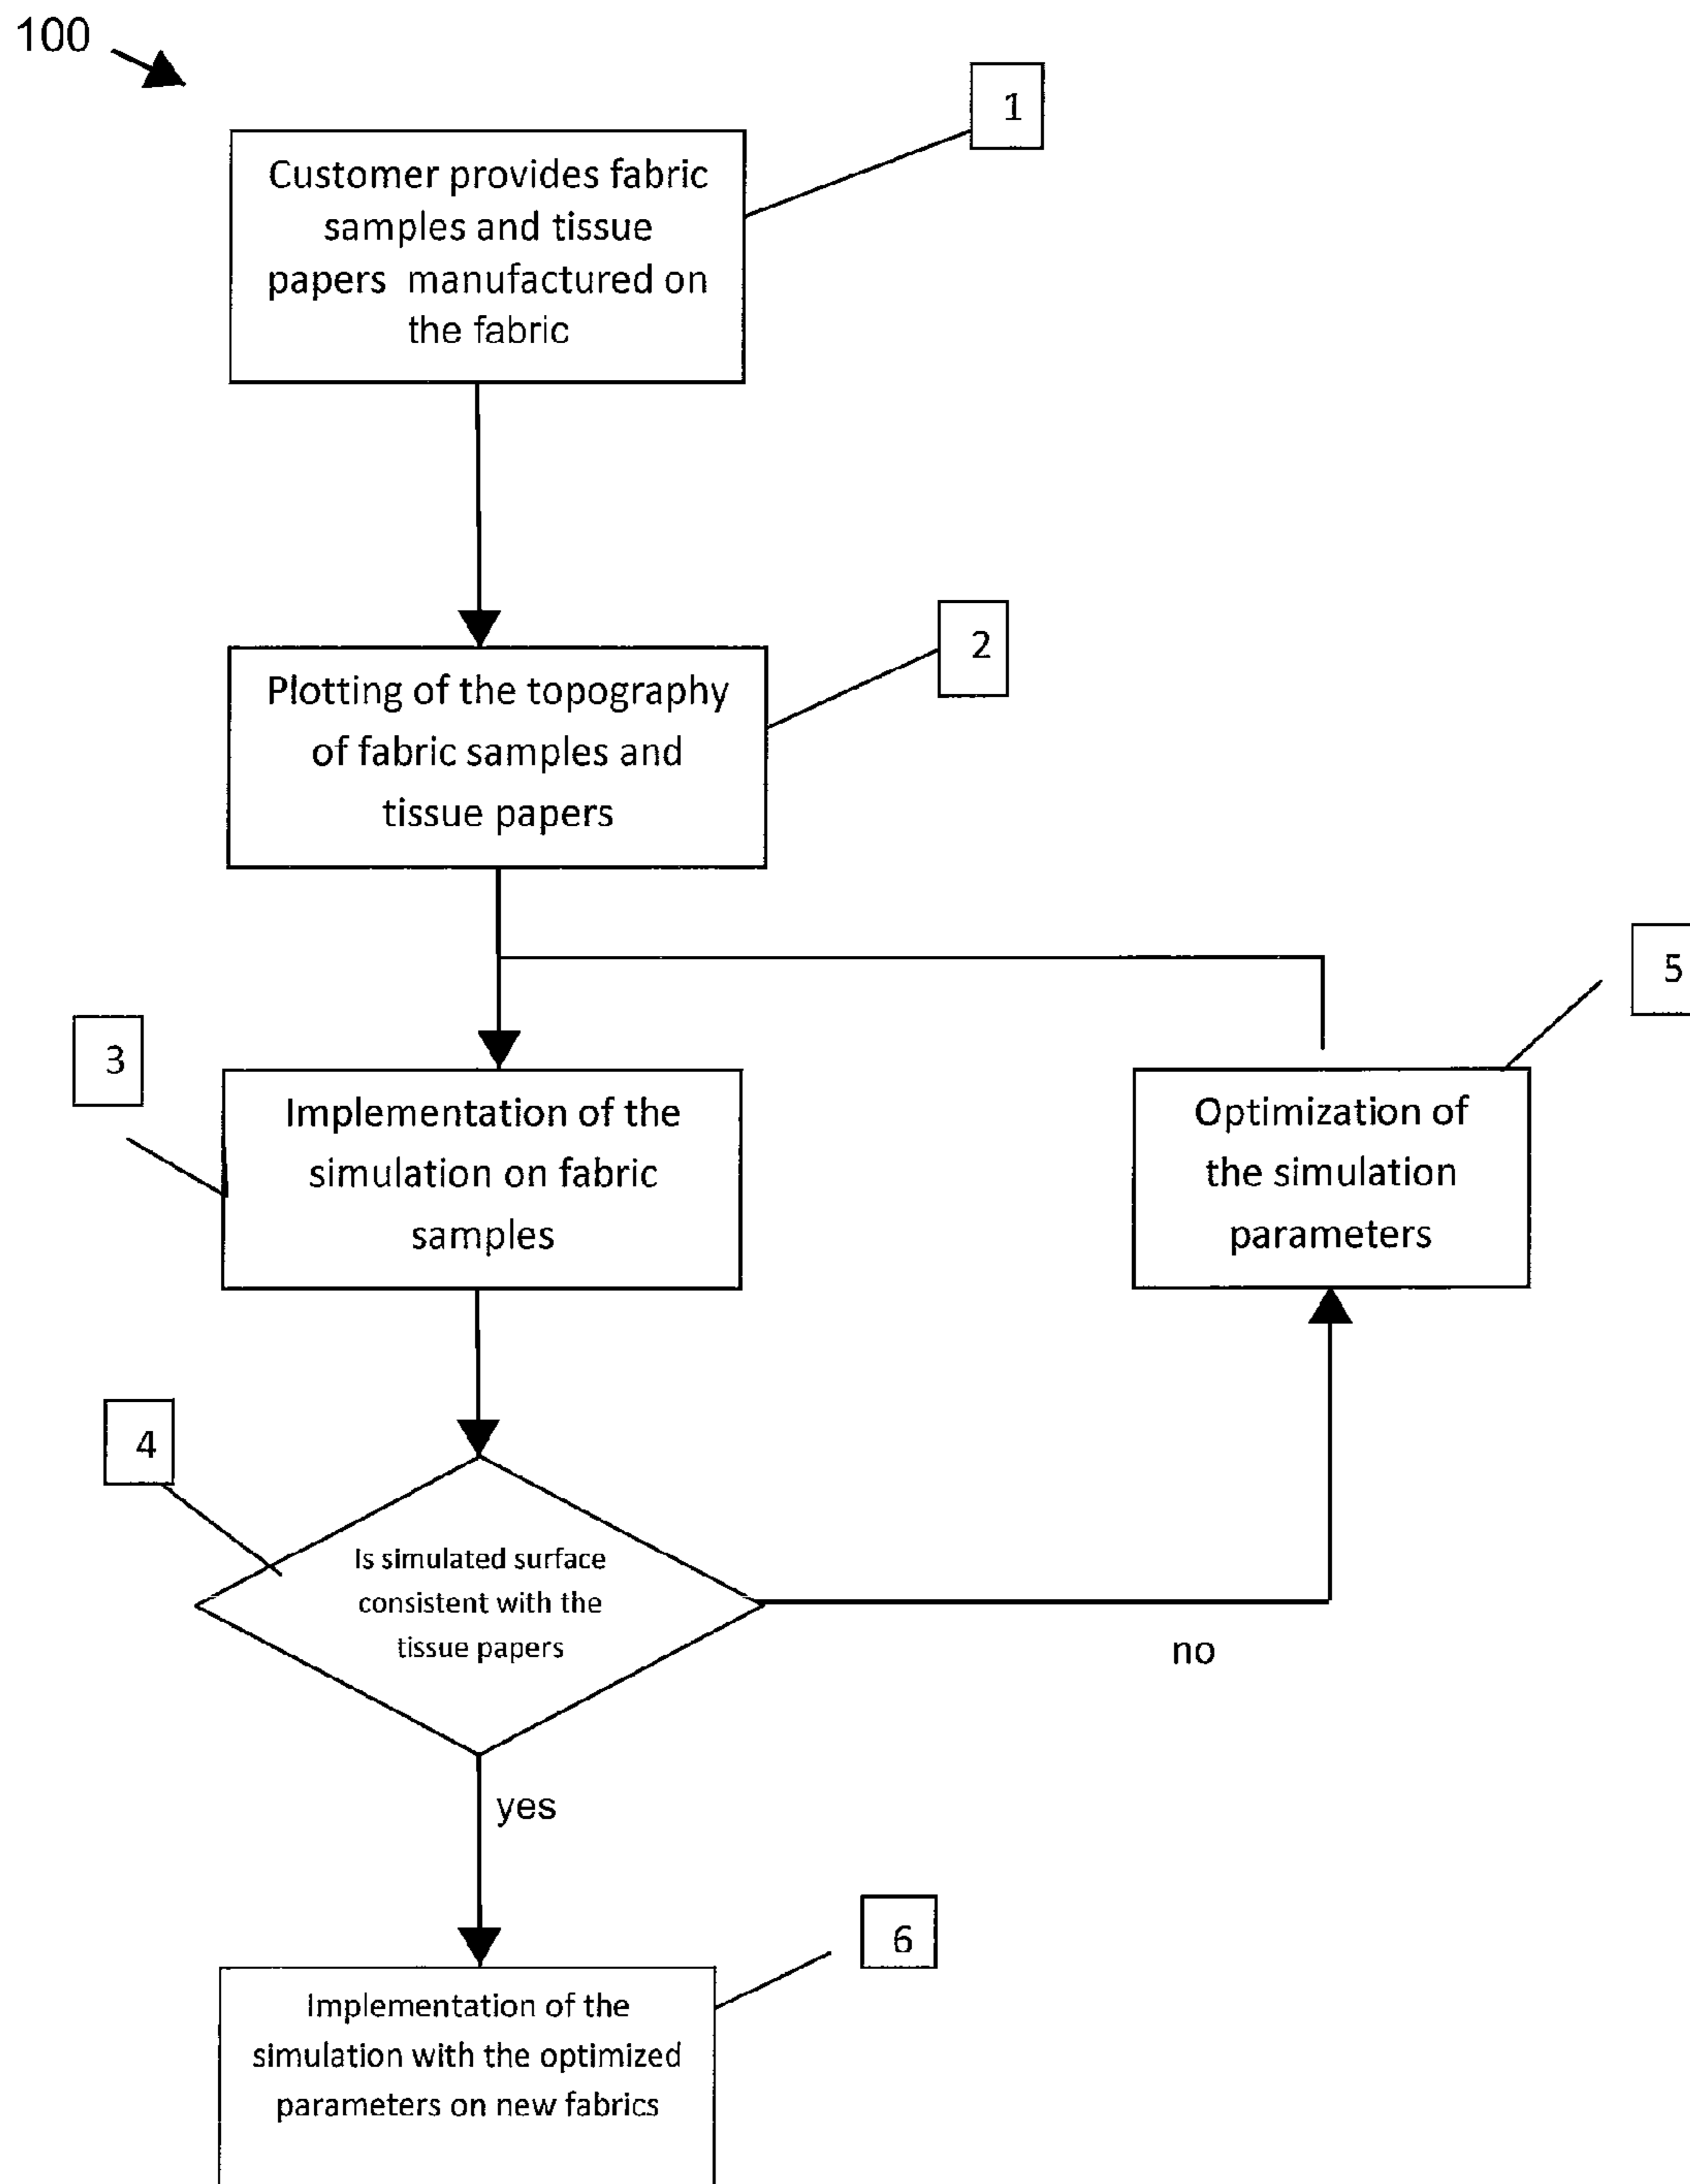 100
1
Customer provides fabric
samples and tissue
papers manufactured on
the fabric
2
Plotting of the topography
of fabric samples and
tissue papers
5
3
Implementation of the
simulation on fabric
samples
Optimization of
the simulation
parameters
4
Is simulated surface
consistent with the
tissue papers
no
yes
6
Implementation of the
simulation with the optimized
parameters on new fabrics